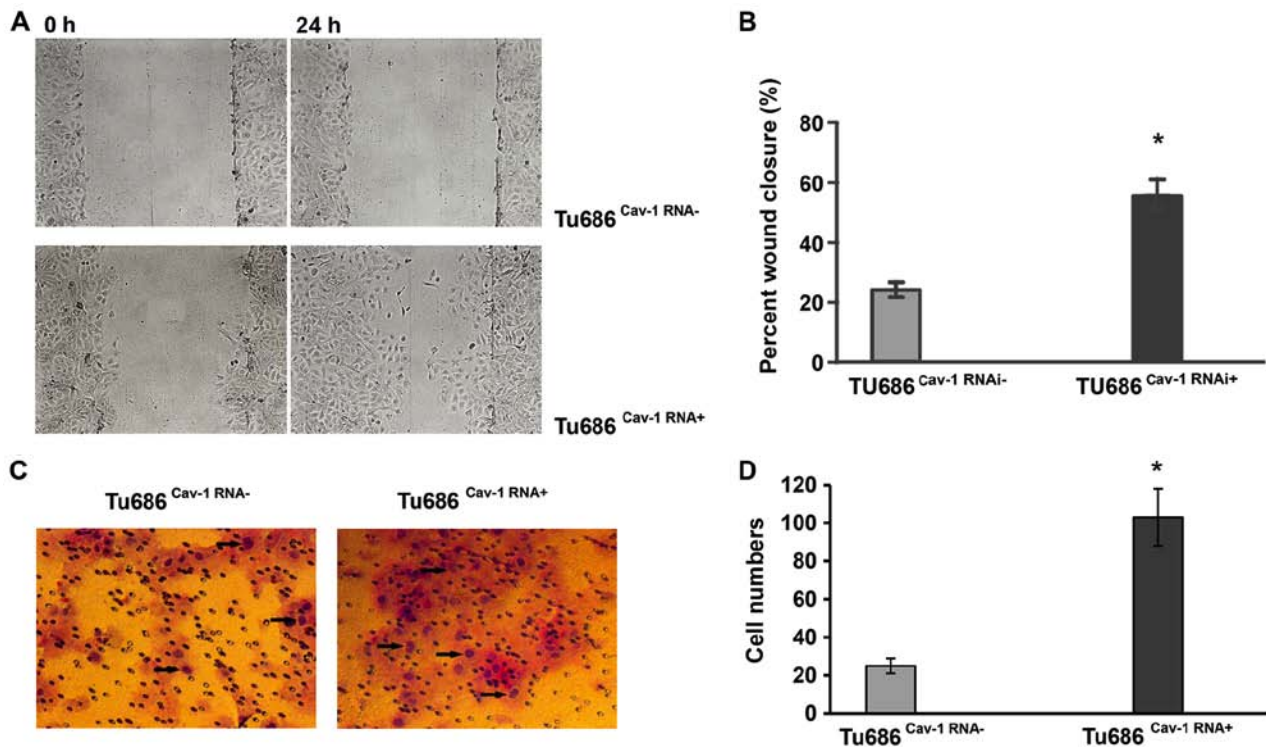 A
0 h
24 h
Tu686 Cav-1 RNA-
Tu686 Cav-1 RNA+
B
Percent wound closure (%)
80
60
40
20
0
*
TU686 Cav-1 RNAi-
TU686 Cav-1 RNAi+
C
Tu686 Cav-1 RNA-
Tu686 Cav-1 RNA+
D
Cell numbers
120
100
80
60
40
20
0
*
Tu686 Cav-1 RNA-
Tu686 Cav-1 RNA+